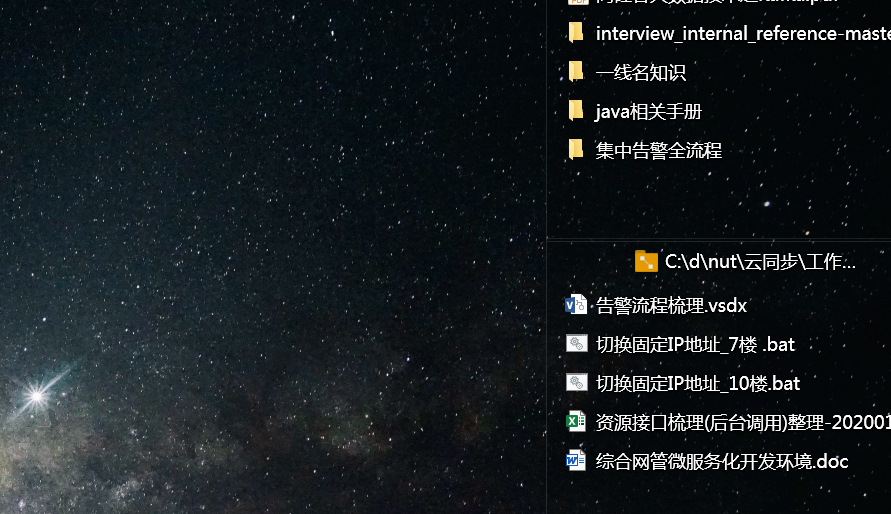 interview_internal_reference-maste
一线名知识
java相关手册
集中告警全流程
C:\d\nut\云同步\工作...
告警流程梳理.vsdx
切换固定IP地址_7楼 .bat
切换固定IP地址_10楼.bat
资源接口梳理(后台调用)整理-202001
综合网管微服务化开发环境.doc